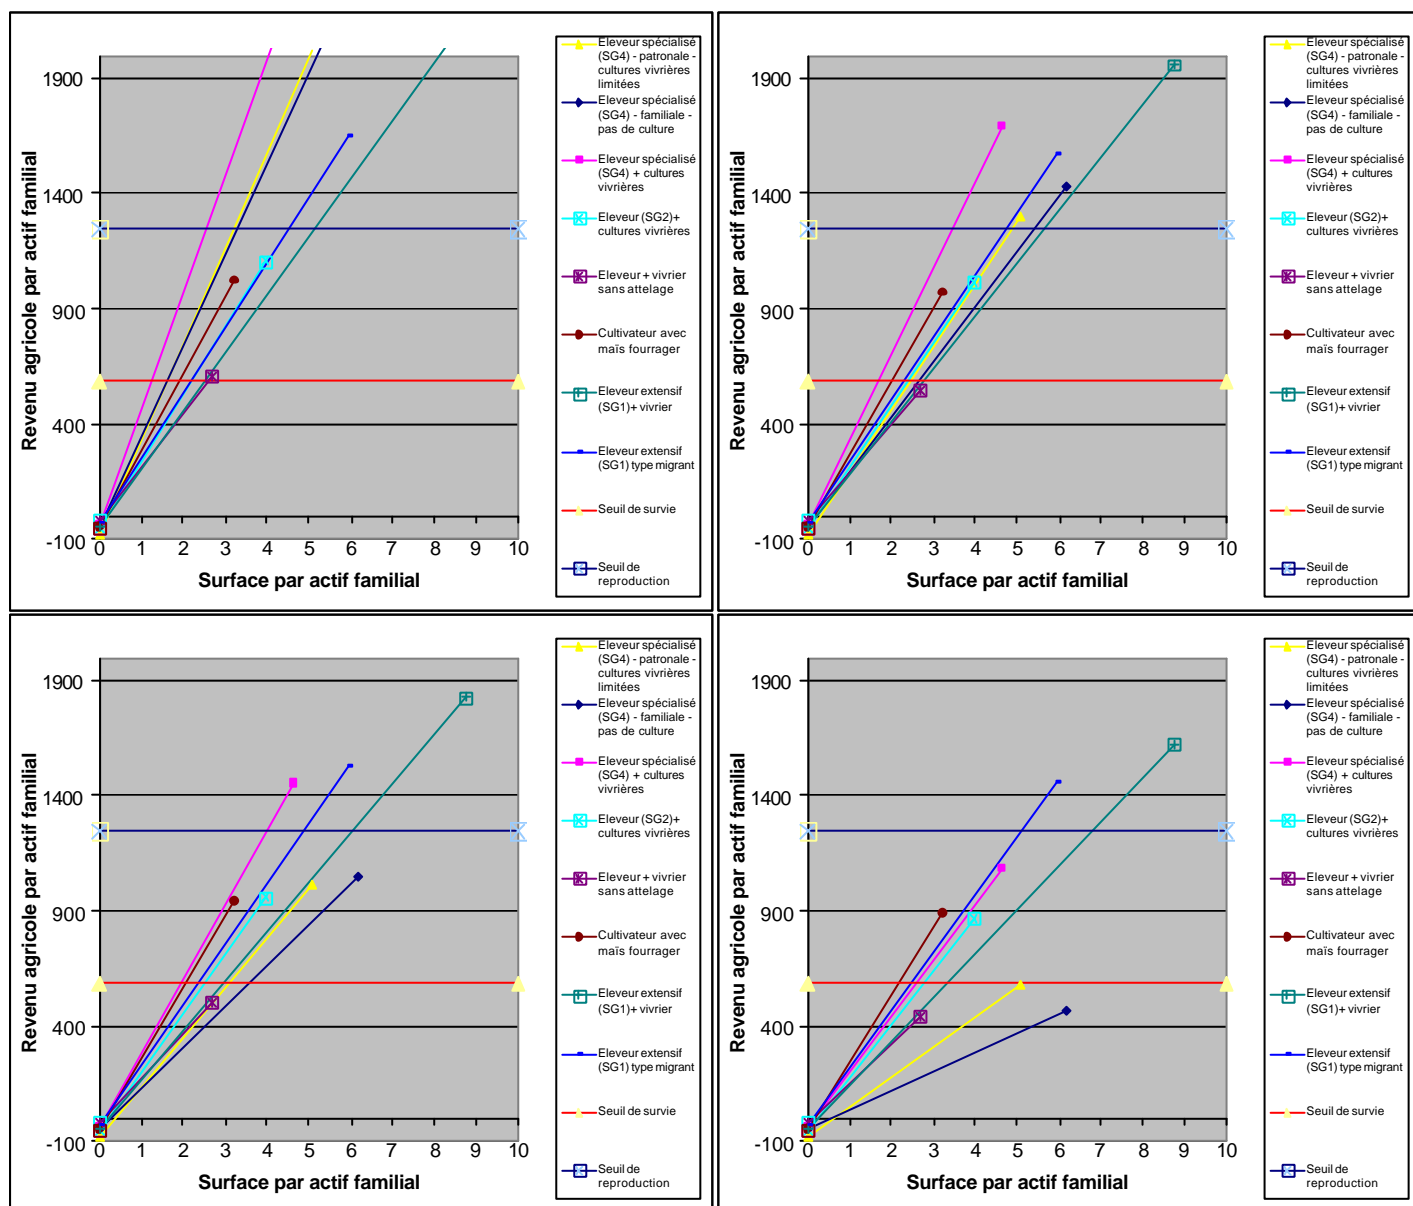 Revenu agricole par actif familial
1900
1400
900
400
-100
0 1 2 3 4 5 6 7 8 9 10
Surface par actif familial
Eleveur spécialisé
(SG4) - patronale -
cultures vivrières
limitées
Eleveur spécialisé
(SG4) - familiale -
pas de culture
Eleveur spécialisé
(SG4) + cultures
vivrières
Eleveur (SG2)+
cultures vivrières
Eleveur + vivrier
sans attelage
Cultivateur avec
maïs fourrager
Eleveur extensif
(SG1)+ vivrier
Eleveur extensif
(SG1) type migrant
Seuil de survie
Seuil de
reproduction
Revenu agricole par actif familial
1900
1400
900
400
-100
0 1 2 3 4 5 6 7 8 9 10
Surface par actif familial
Eleveur spécialisé
(SG4) - patronale -
cultures vivrières
limitées
Eleveur spécialisé
(SG4) - familiale -
pas de culture
Eleveur spécialisé
(SG4) + cultures
vivrières
Eleveur (SG2)+
cultures vivrières
Eleveur + vivrier
sans attelage
Cultivateur avec
maïs fourrager
Eleveur extensif
(SG1)+ vivrier
Eleveur extensif
(SG1) type migrant
Seuil de survie
Seuil de
reproduction
Revenu agricole par actif familial
1900
1400
900
400
-100
0 1 2 3 4 5 6 7 8 9 10
Surface par actif familial
Eleveur spécialisé
(SG4) - patronale -
cultures vivrières
limitées
Eleveur spécialisé
(SG4) - familiale -
pas de culture
Eleveur spécialisé
(SG4) + cultures
vivrières
Eleveur (SG2)+
cultures vivrières
Eleveur + vivrier
sans attelage
Cultivateur avec
maïs fourrager
Eleveur extensif
(SG1)+ vivrier
Eleveur extensif
(SG1) type migrant
Seuil de survie
Seuil de
reproduction
Revenu agricole par actif familial
1900
1400
900
400
-100
0 1 2 3 4 5 6 7 8 9 10
Surface par actif familial
Eleveur spécialisé
(SG4) - patronale -
cultures vivrières
limitées
Eleveur spécialisé
(SG4) - familiale -
pas de culture
Eleveur spécialisé
(SG4) + cultures
vivrières
Eleveur (SG2)+
cultures vivrières
Eleveur + vivrier
sans attelage
Cultivateur avec
maïs fourrager
Eleveur extensif
(SG1)+ vivrier
Eleveur extensif
(SG1) type migrant
Seuil de survie
Seuil de
reproduction